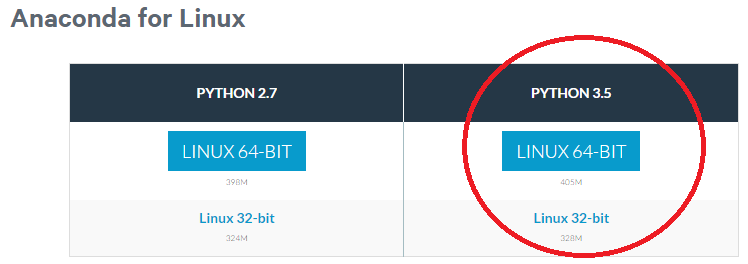 Anaconda for Linux
PYTHON 2.7
PYTHON 3.5
LINUX 64-BIT
LINUX 64-BIT
398M
405M
Linux 32-bit
Linux 32-bit
324M
328M